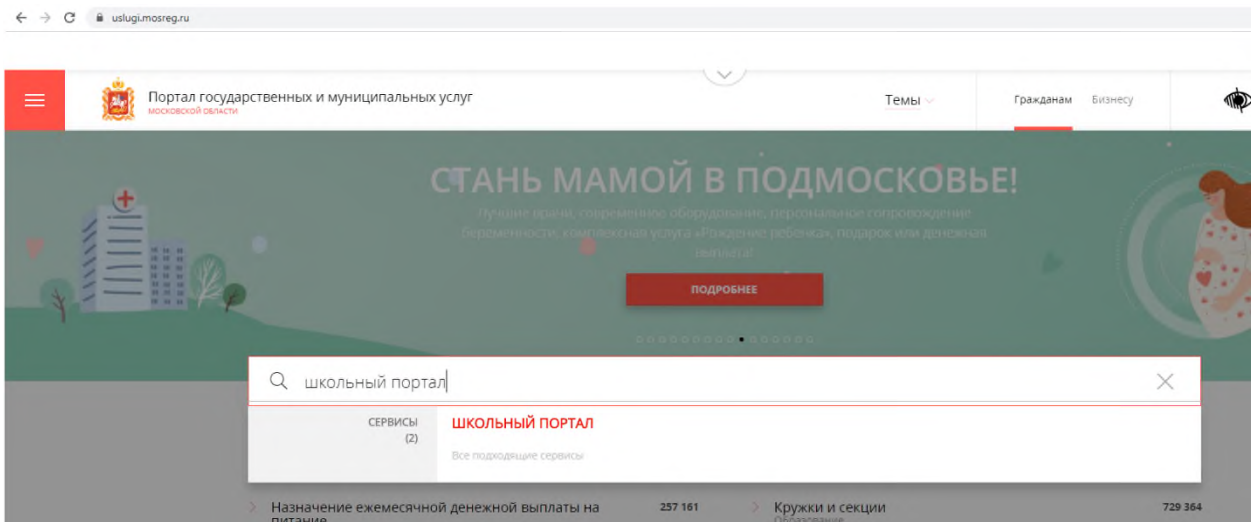 uslugi.mosreg.ru
Портал государственных и муниципальных услуг
МОСКОВСКОЙ ОБЛАСТИ
Темы
Гражданам
Бизнесу
СТАНЬ МАМОЙ В ПОДМОСКОВЬЕ!
Лучшие врачи, современное оборудование, персональное сопровождение
беременности, комплексная услуга «Рождение ребенка», подарок или денежная
выплата!
ПОДРОБНЕЕ
школьный портал
СЕРВИСЫ
(2)
ШКОЛЬНЫЙ ПОРТАЛ
Все подходящие сервисы
Назначение ежемесячной денежной выплаты на
питание
257 161
Кружки и секции
Образование
729 364